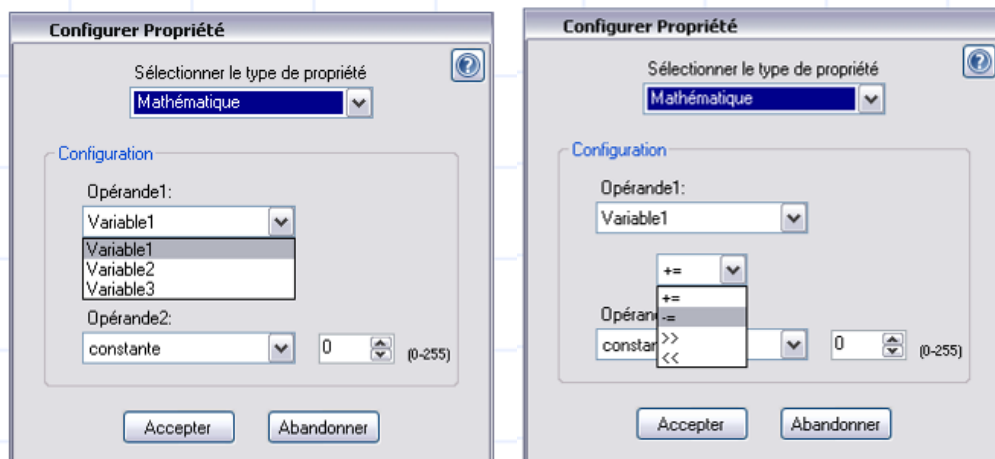 Configurer Propriété
Sélectionner le type de propriété
Mathématique
Configuration
Opérande1:
Variable1
Variable1
Variable2
Variable3
Opérande2:
constante
0
(0-255)
Accepter
Abandonner
Configurer Propriété
Sélectionner le type de propriété
Mathématique
Configuration
Opérande1:
Variable1
+=
+=
-=
>>
<<
Opéran
constar
0
(0-255)
Accepter
Abandonner